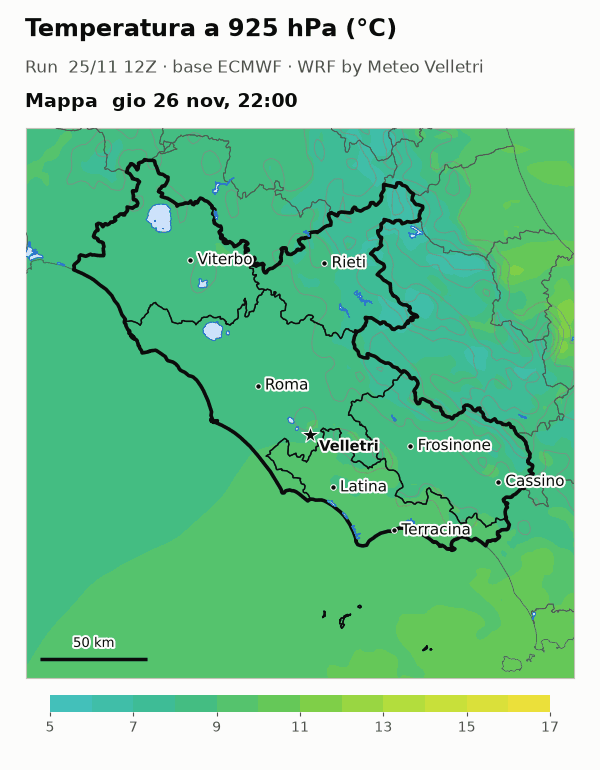 Temperatura a 925 hPa (°C)
Run  25/11 12Z · base ECMWF · WRF by Meteo Velletri
Mappa  gio 26 nov, 22:00
Viterbo
Rieti
Roma
Velletri
Frosinone
Latina
Cassino
Terracina
50 km
5 7 9 11 13 15 17